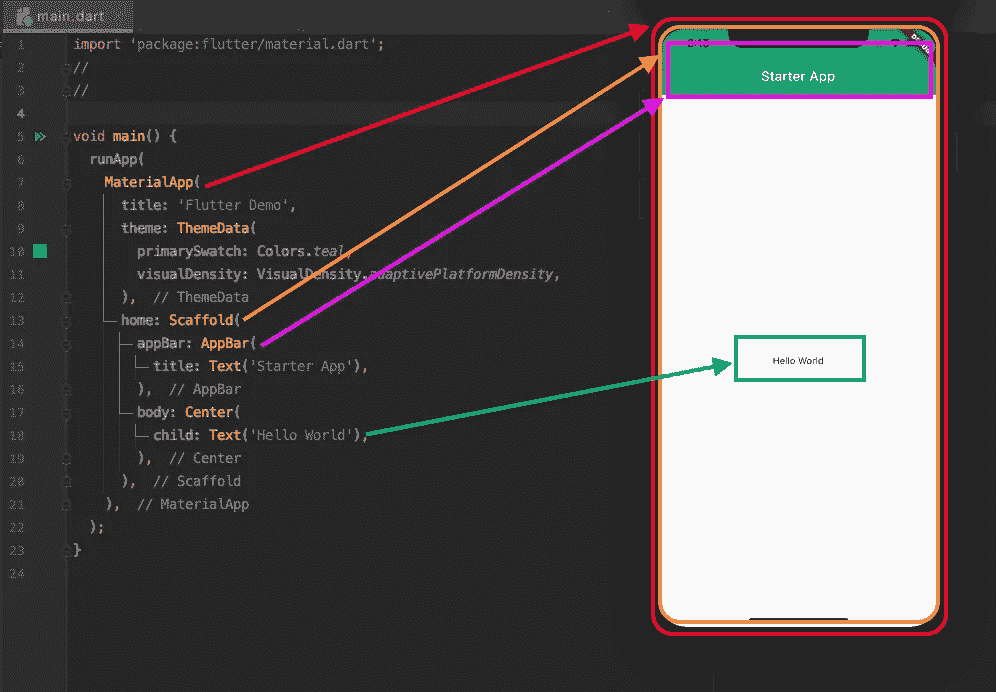 main.dart
1 import 'package:flutter/material.dart';
2 //
3 //
4
5 void main() {
6 runApp(
7 MaterialApp(
8 title: 'Flutter Demo',
9 theme: ThemeData(
10 primarySwatch: Colors.teal,
11 visualDensity: VisualDensity.adaptivePlatformDensity,
12 ), // ThemeData
13 home: Scaffold(
14 appBar: AppBar(
15 title: Text('Starter App'),
16 ), // AppBar
17 body: Center(
18 child: Text('Hello World'),
19 ), // Center
20 ), // Scaffold
21 ), // MaterialApp
22 );
23 }
24
Starter App
Hello World